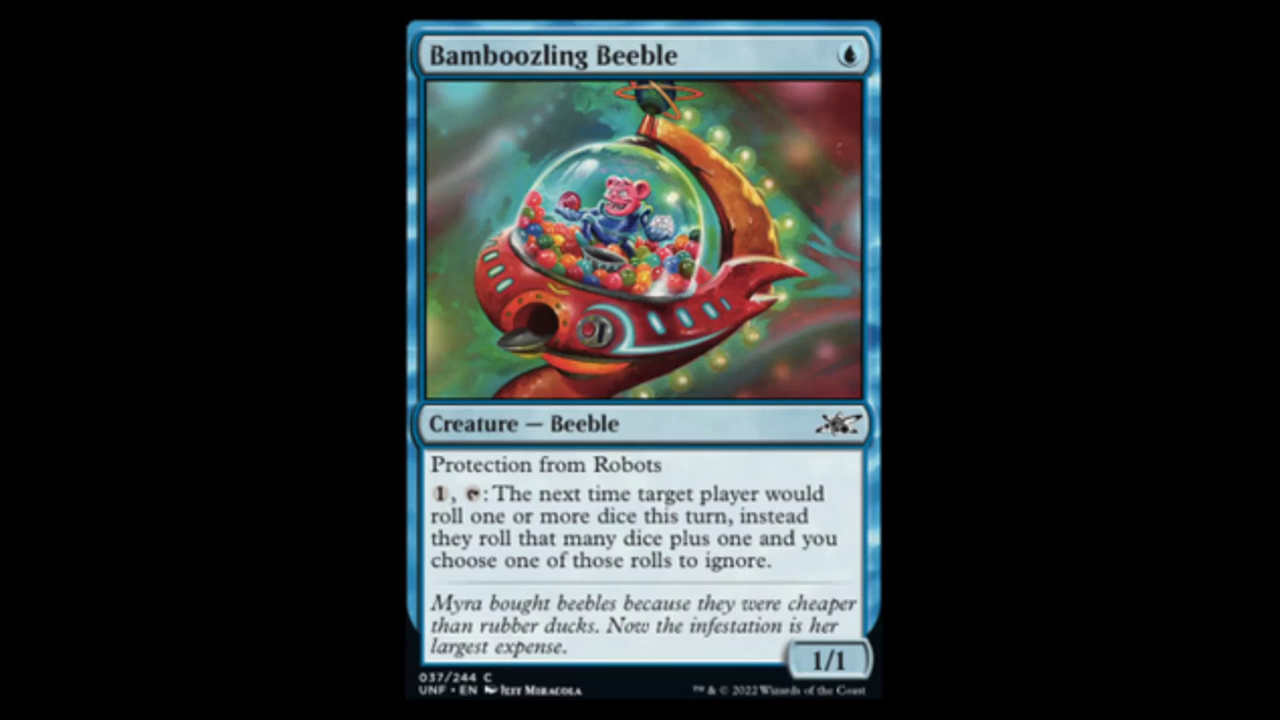 Bamboozling Beeble
Creature — Beeble
Protection from Robots
1, : The next time target player would
roll one or more dice this turn, instead
they roll that many dice plus one and you
choose one of those rolls to ignore.
Myra bought beebles because they were cheaper
than rubber ducks. Now the infestation is her
largest expense.
1/1
037/244 C
UNF • EN Jeff Miracola
™ & © 2022 Wizards of the Coast